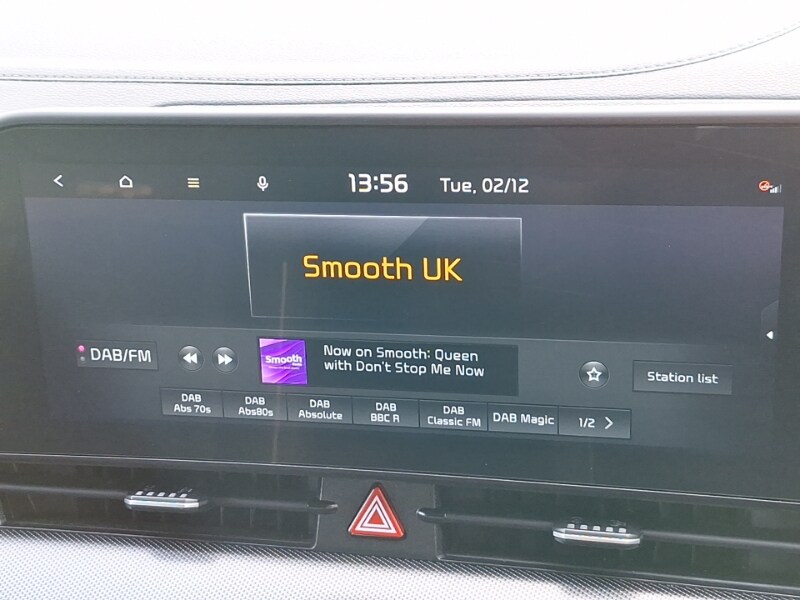 13:56 Tue, 02/12
Smooth UK
DAB/FM
Smooth
Now on Smooth: Queen
with Don't Stop Me Now
Station list
DAB
Abs 70s
DAB
Abs80s
DAB
Absolute
DAB
BBC R
DAB
Classic FM
DAB Magic
1/2